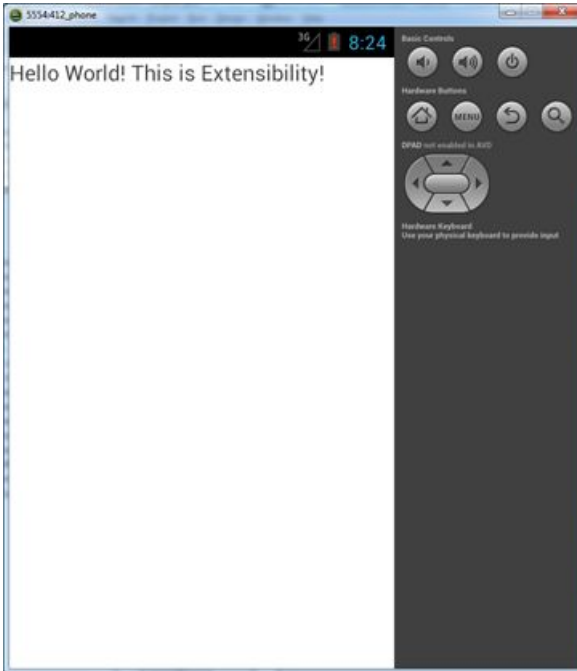 5554:412_phone
3G 8:24
Hello World! This is Extensibility!
Basic Controls
Hardware Buttons
MENU
DPAD not enabled in AVD
Hardware Keyboard
Use your physical keyboard to provide input